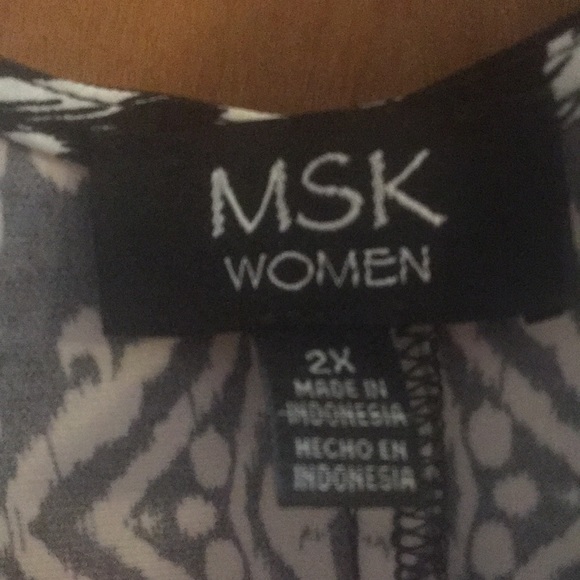 MSK
WOMEN
2X
MADE IN
INDONESIA
HECHO EN
INDONESIA